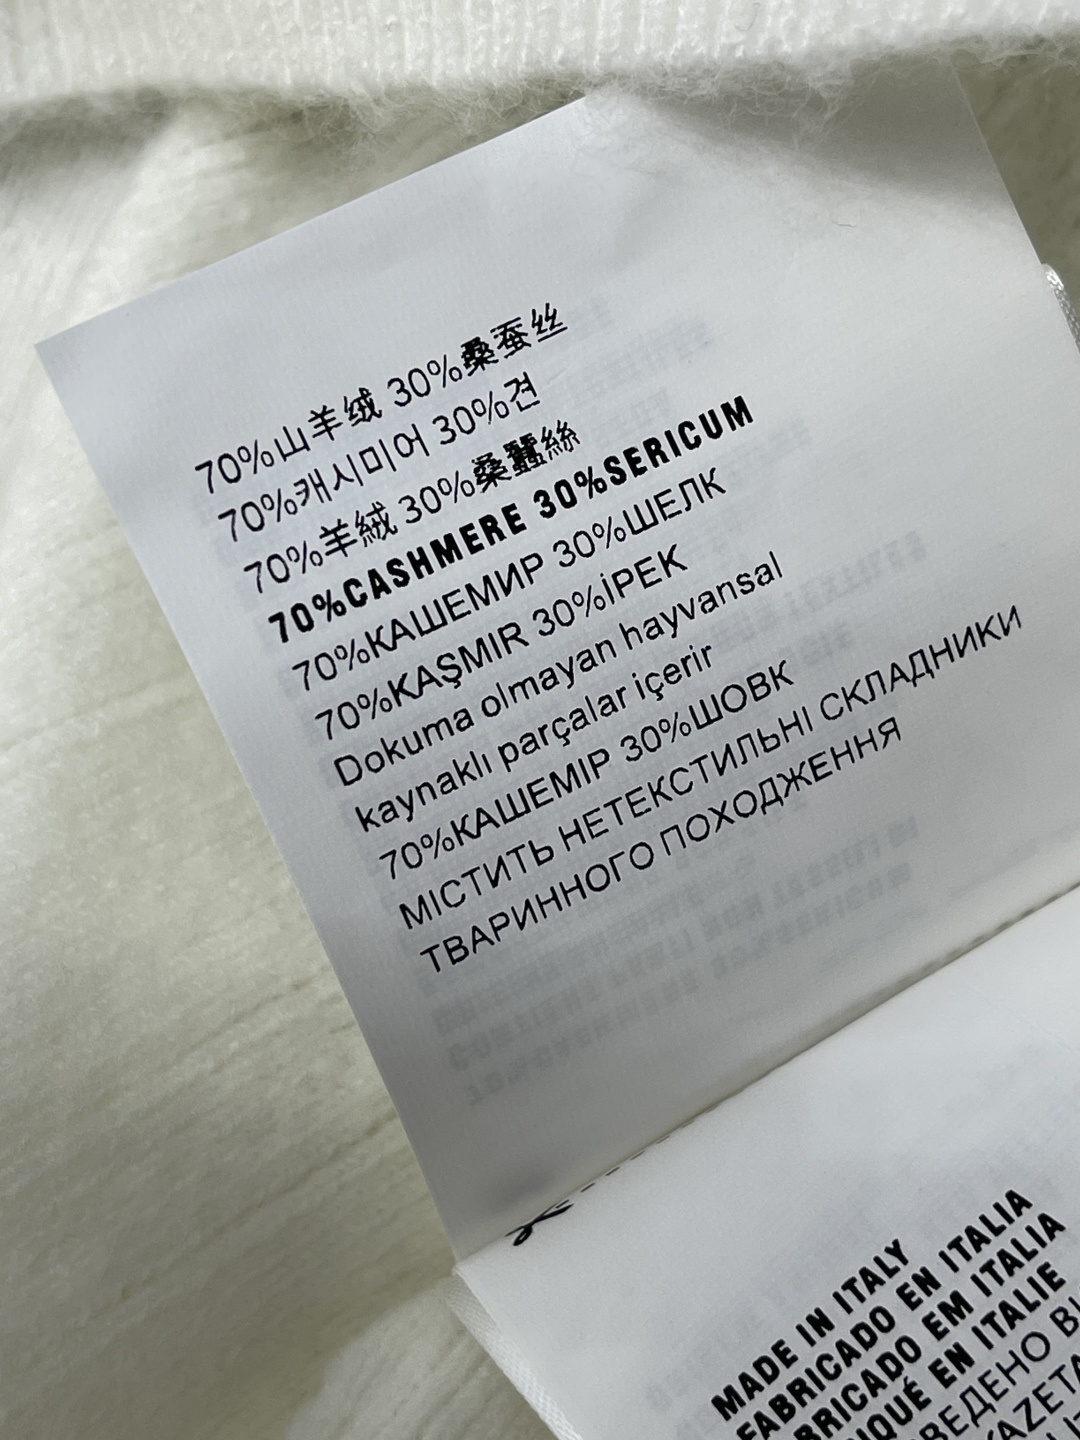 70%山羊绒 30%桑蚕丝
70%캐시미어 30%견
70%羊絨 30%桑蠶絲
70%CASHMERE 30%SERICUM
70%КАШЕМИР 30%ШЕЛК
70%KAŞMIR 30%İPEK
Dokuma olmayan hayvansal
kaynaklı parçalar içerir
70%КАШЕМІР 30%ШОВК
МІСТИТЬ НЕТЕКСТИЛЬНІ СКЛАДНИКИ
ТВАРИННОГО ПОХОДЖЕННЯ
MADE IN ITALY
FABRICADO EN ITALIA
BRICADO EM ITALIA
IQUÉ EN ITALIE